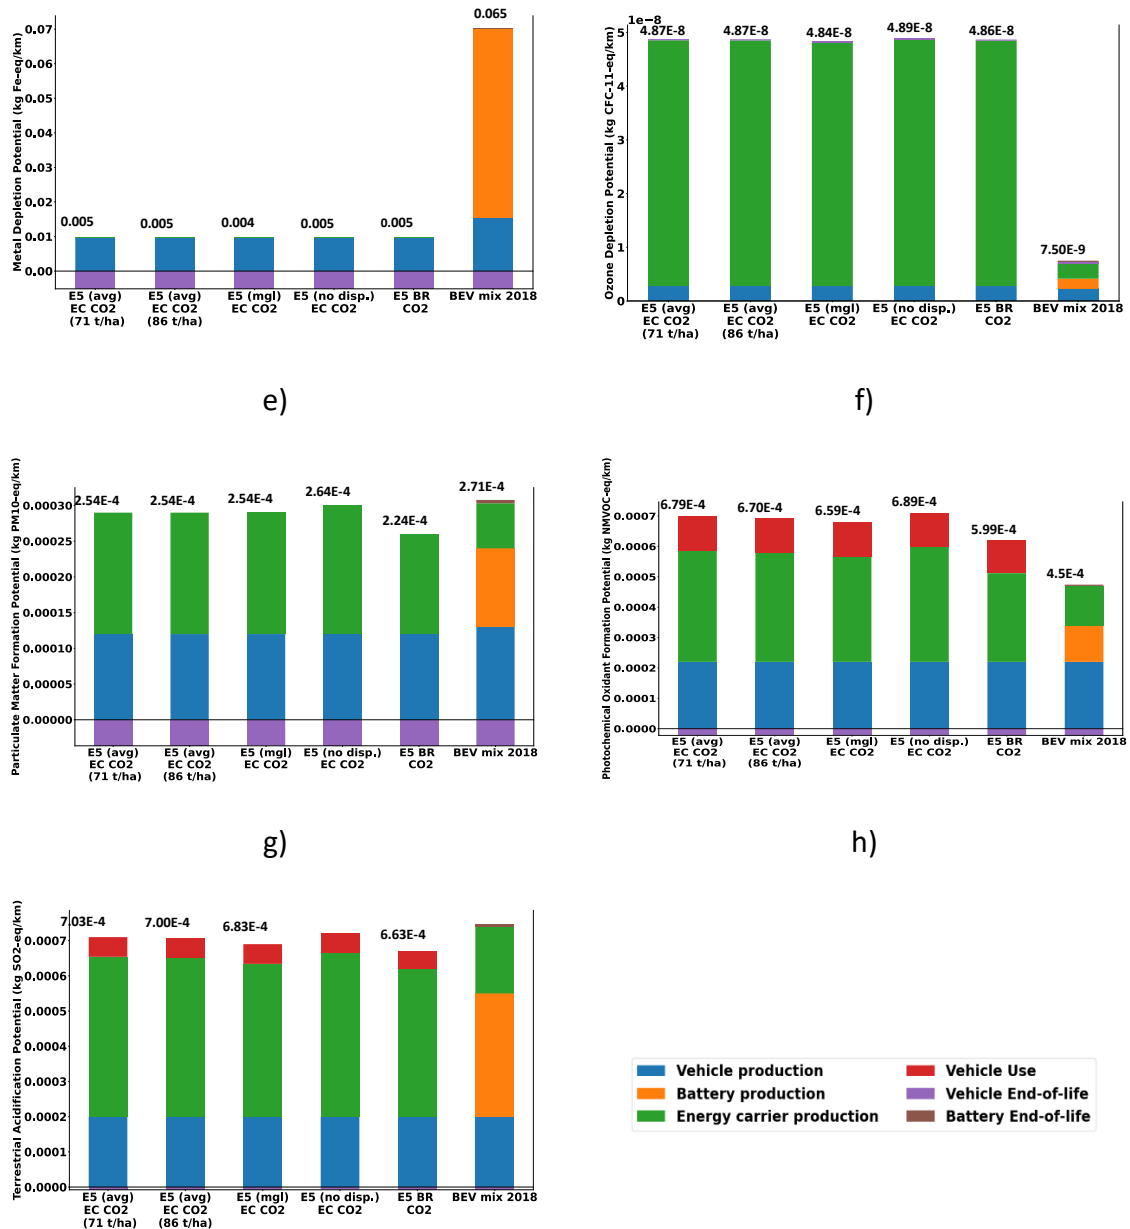 0.065
0.005
0.005
0.004
0.005
0.005
Metal Depletion Potential (kg Fe-eq/km)
0.07
0.06
0.05
0.04
0.03
0.02
0.01
0.00
E5 (avg)
EC CO2
(71 t/ha)
E5 (avg)
EC CO2
(86 t/ha)
E5 (mgl)
EC CO2
E5 (no disp.)
EC CO2
E5 BR
CO2
BEV mix 2018
e)
1e−8
4.87E-8
4.87E-8
4.84E-8
4.89E-8
4.86E-8
7.50E-9
Ozone Depletion Potential (kg CFC-11-eq/km)
5
4
3
2
1
0
E5 (avg)
EC CO2
(71 t/ha)
E5 (avg)
EC CO2
(86 t/ha)
E5 (mgl)
EC CO2
E5 (no disp.)
EC CO2
E5 BR
CO2
BEV mix 2018
f)
2.54E-4
2.54E-4
2.54E-4
2.64E-4
2.24E-4
2.71E-4
Particulate Matter Formation Potential (kg PM10-eq/km)
0.00030
0.00025
0.00020
0.00015
0.00010
0.00005
0.00000
E5 (avg)
EC CO2
(71 t/ha)
E5 (avg)
EC CO2
(86 t/ha)
E5 (mgl)
EC CO2
E5 (no disp.)
EC CO2
E5 BR
CO2
BEV mix 2018
g)
6.79E-4
6.70E-4
6.59E-4
6.89E-4
5.99E-4
4.5E-4
Photochemical Oxidant Formation Potential (kg NMVOC-eq/km)
0.0007
0.0006
0.0005
0.0004
0.0003
0.0002
0.0001
0.0000
E5 (avg)
EC CO2
(71 t/ha)
E5 (avg)
EC CO2
(86 t/ha)
E5 (mgl)
EC CO2
E5 (no disp.)
EC CO2
E5 BR
CO2
BEV mix 2018
h)
7.03E-4
7.00E-4
6.83E-4
6.63E-4
Terrestrial Acidification Potential (kg SO2-eq/km)
0.0007
0.0006
0.0005
0.0004
0.0003
0.0002
0.0001
0.0000
E5 (avg)
EC CO2
(71 t/ha)
E5 (avg)
EC CO2
(86 t/ha)
E5 (mgl)
EC CO2
E5 (no disp.)
EC CO2
E5 BR
CO2
BEV mix 2018
Vehicle production
Battery production
Energy carrier production
Vehicle Use
Vehicle End-of-life
Battery End-of-life